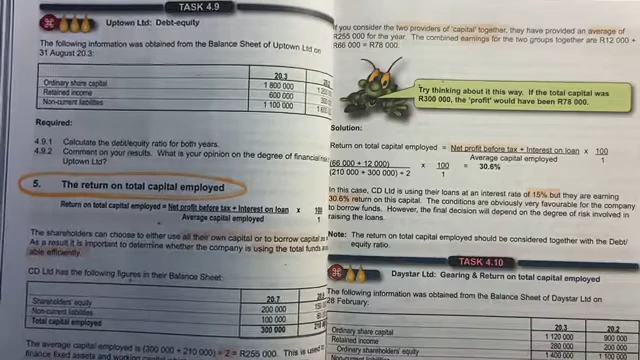 TASK 4.9
Uptown Ltd: Debt-equity
The following information was obtained from the Balance Sheet of Uptown Ltd on
31 August 20.3:
20.3
Ordinary share capital 1 800 000
Retained income 600 000
Non-current liabilities 1 100 000
Required:
4.9.1 Calculate the debt/equity ratio for both years.
4.9.2 Comment on your results. What is your opinion on the degree of financial
Uptown Ltd?
5. The return on total capital employed
Return on total capital employed = Net profit before tax + Interest on loan x 100
Average capital employed 1
The shareholders can choose to either use all their own capital or to borrow capital
As a result it is important to determine whether the company is using the total funds
able efficiently.
CD Ltd has the following figures in their Balance Sheet:
20.7
Shareholders' equity 200 000
Non-current liabilities 100 000
Total capital employed 300 000
The average capital employed is (300 000 + 210 000) ÷ 2 = R255 000. This is used to
finance fixed assets and working capital
If you consider the two providers of 'capital' together, they have provided an average of
R255 000 for the year. The combined earnings for the two groups together are R12 000 +
R66 000 = R78 000.
Try thinking about it this way. If the total capital was
R300 000, the 'profit' would have been R78 000.
Solution:
Return on total capital employed = Net profit before tax + Interest on loan x 100
Average capital employed 1
(66 000 + 12 000) x 100 = 30.6%
(210 000 + 300 000) ÷ 2 1
In this case, CD Ltd is using their loans at an interest rate of 15% but they are earning
30.6% return on this capital. The conditions are obviously very favourable for the company
to borrow funds. However, the final decision will depend on the degree of risk involved in
raising the loans.
Note: The return on total capital employed should be considered together with the Debt/
equity ratio.
TASK 4.10
Daystar Ltd: Gearing & Return on total capital employed
The following information was obtained from the Balance Sheet of Daystar Ltd on
28 February:
20.3 20.2
Ordinary share capital 1 120 000 900 000
Retained income 280 000 200 000
Ordinary shareholders' equity 1 400 000 1 100 000
Non-current liabilities